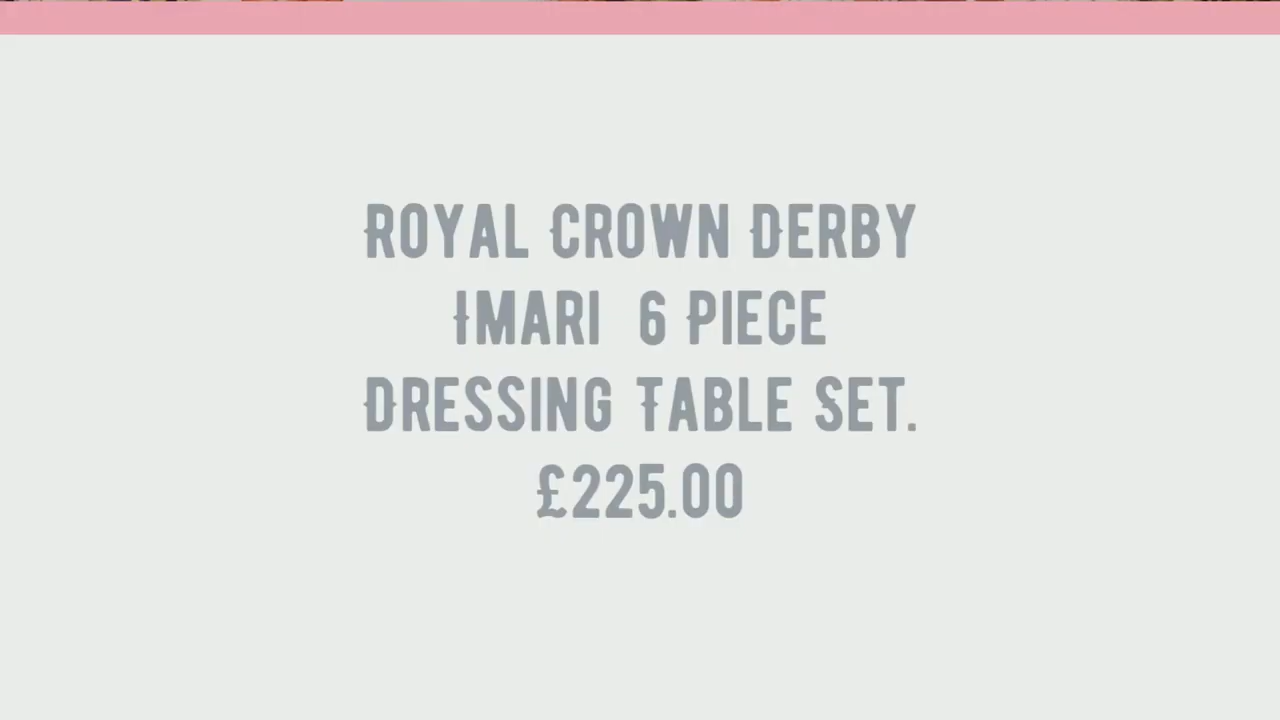 Royal Crown Derby
Imari 6 Piece
Dressing Table Set.
£225.00